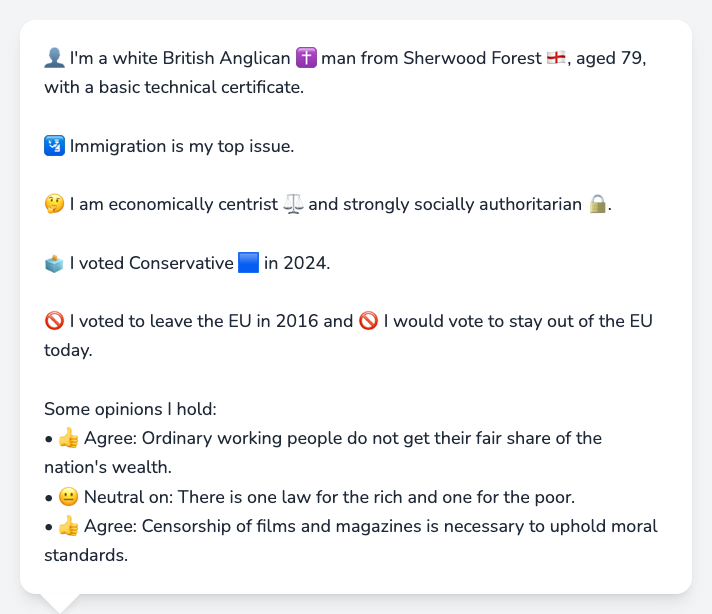 👤 I'm a white British Anglican ✝️ man from Sherwood Forest 🏴󠁧󠁢󠁥󠁮󠁧󠁿, aged 79,
with a basic technical certificate.
🛂 Immigration is my top issue.
🤔 I am economically centrist ⚖️ and strongly socially authoritarian 🔒.
🗳️ I voted Conservative 🟦 in 2024.
🚫 I voted to leave the EU in 2016 and 🚫 I would vote to stay out of the EU
today.
Some opinions I hold:
• 👍 Agree: Ordinary working people do not get their fair share of the
nation's wealth.
• 😐 Neutral on: There is one law for the rich and one for the poor.
• 👍 Agree: Censorship of films and magazines is necessary to uphold moral
standards.